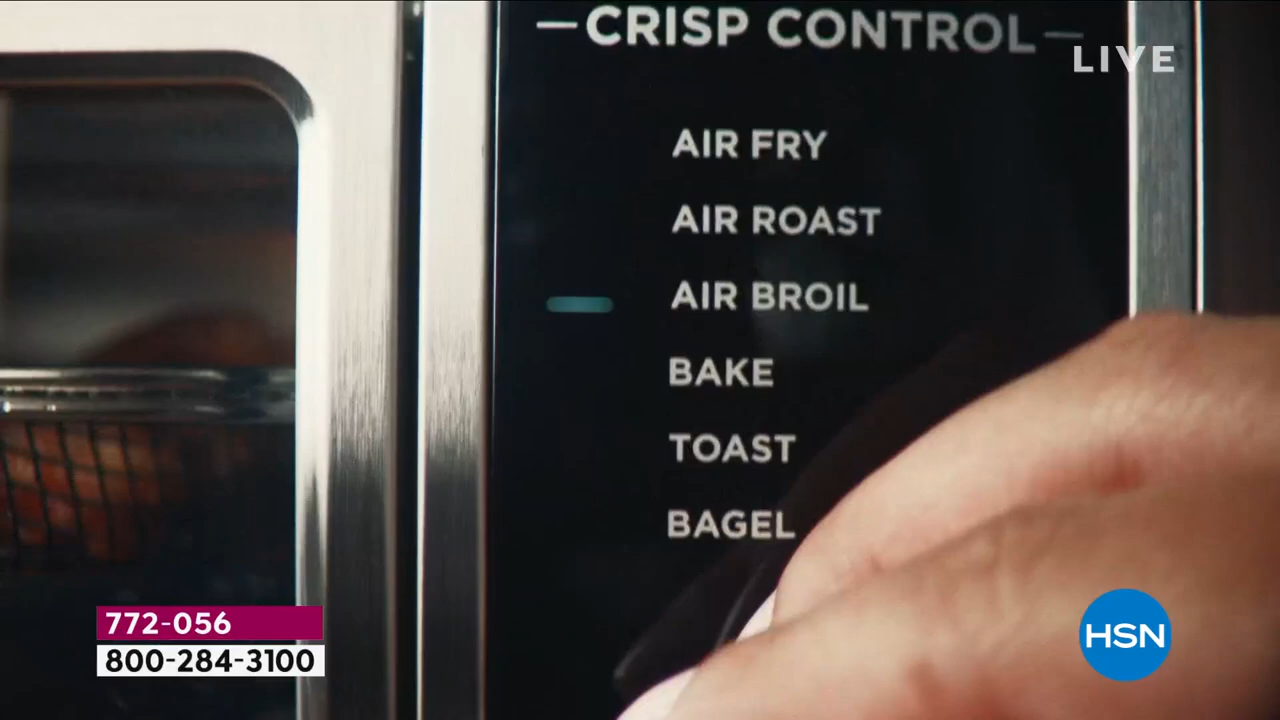 CRISP CONTROL
LIVE
AIR FRY
AIR ROAST
AIR BROIL
BAKE
TOAST
BAGEL
772-056
800-284-3100
HSN